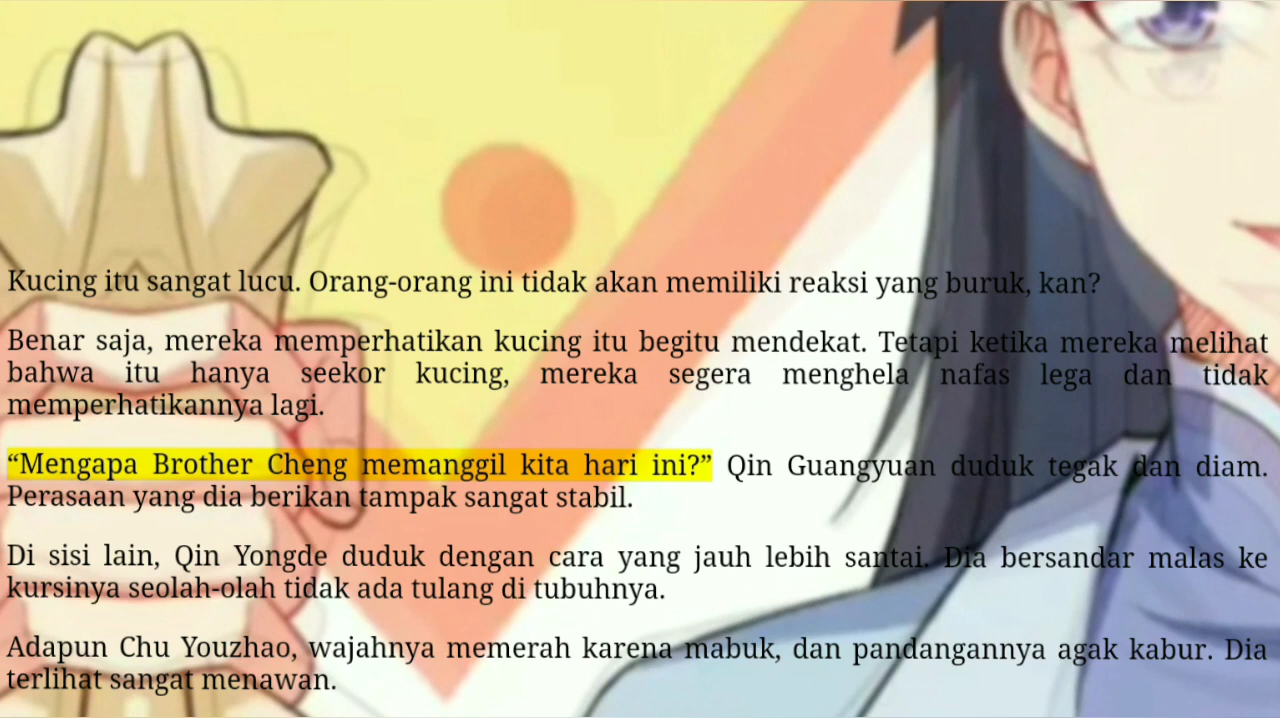 Kucing itu sangat lucu. Orang-orang ini tidak akan memiliki reaksi yang buruk, kan?
Benar saja, mereka memperhatikan kucing itu begitu mendekat. Tetapi ketika mereka melihat
bahwa itu hanya seekor kucing, mereka segera menghela nafas lega dan tidak
memperhatikannya lagi.
“Mengapa Brother Cheng memanggil kita hari ini?” Qin Guangyuan duduk tegak dan diam.
Perasaan yang dia berikan tampak sangat stabil.
Di sisi lain, Qin Yongde duduk dengan cara yang jauh lebih santai. Dia bersandar malas ke
kursinya seolah-olah tidak ada tulang di tubuhnya.
Adapun Chu Youzhao, wajahnya memerah karena mabuk, dan pandangannya agak kabur. Dia
terlihat sangat menawan.